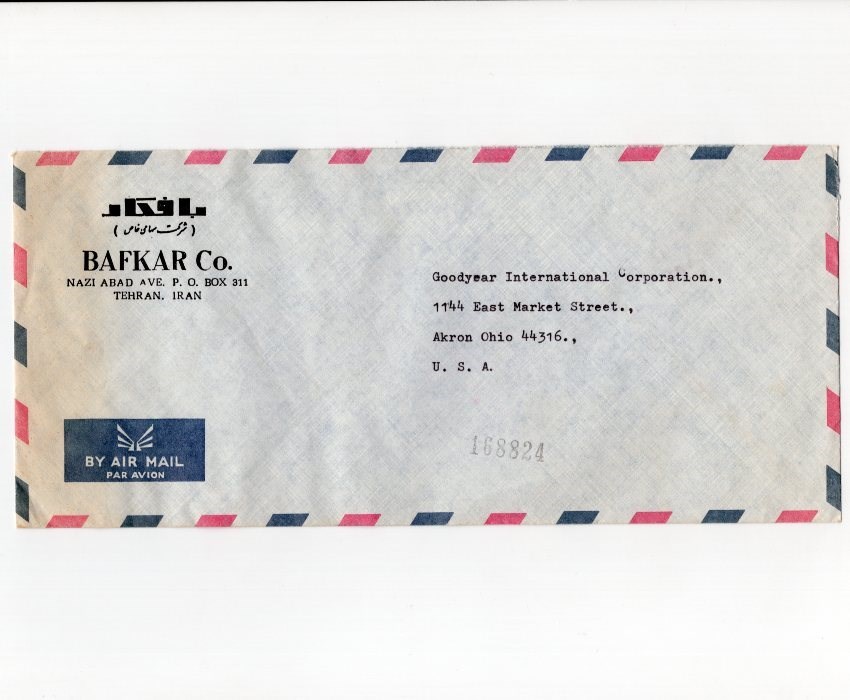 بافكار
( شرکت سهامی خاص )
BAFKAR Co.
NAZI ABAD AVE. P. O. BOX 311
TEHRAN, IRAN
Goodyear International Corporation.,
1144 East Market Street.,
Akron Ohio 44316.,
U. S. A.
168824
BY AIR MAIL
PAR AVION